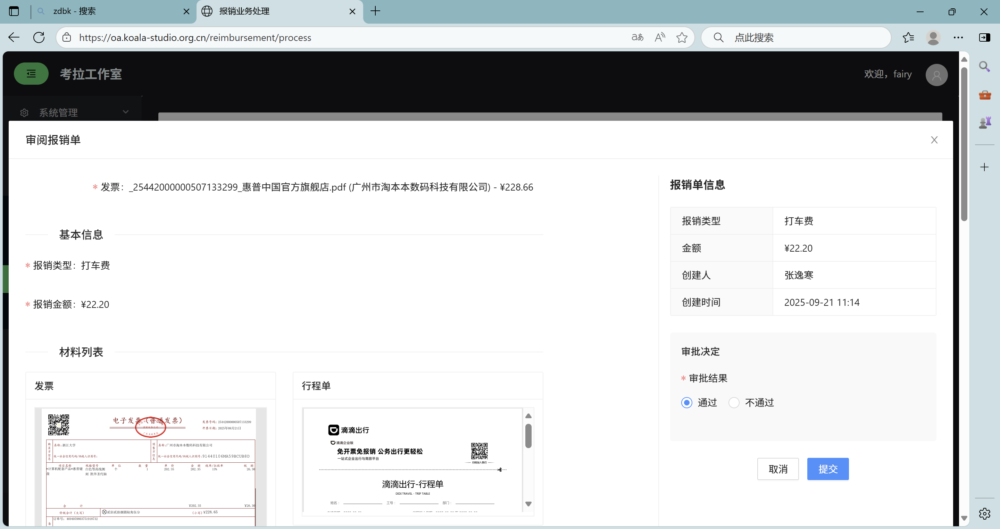 zdbk - 搜索
报销业务处理
https://oa.koala-studio.org.cn/reimbursement/process
aあ
点此搜索
考拉工作室
欢迎，fairy
系统管理
审阅报销单
* 发票：_25442000000507133299_惠普中国官方旗舰店.pdf (广州市淘本本数码科技有限公司) - ¥228.66
基本信息
* 报销类型：打车费
* 报销金额：¥22.20
材料列表
发票
电子发票（普通发票）
发票号码：25442000000507133299
开票日期：2025年08月21日
购买方信息
名称：浙江大学
统一社会信用代码/纳税人识别号：
销售方信息
名称：广州市淘本本数码科技有限公司
统一社会信用代码/纳税人识别号：91440106MA59BCUB8D
项目名称 规格型号 单 位 数 量 单 价 金 额 税率/征收率 税 额
*计算机配套产品*惠普键盘 白色等高线侧刻 凯华圣代轴 个 1 202.35 202.35 13% 26.30
合 计 ¥202.35 ¥26.30
价税合计（大写） 贰佰贰拾捌圆陆角伍分 （小写）¥228.65
订单号：4694059803751918732
备
行程单
滴滴出行
滴滴企业版
免开票免报销 公务出行更轻松
一站式企业出行与商旅平台
扫码加入我们
滴滴出行-行程单
DIDI TRAVEL - TRIP TABLE
姓名： 工号： 部门：
报销单信息
报销类型 打车费
金额 ¥22.20
创建人 张逸寒
创建时间 2025-09-21 11:14
审批决定
* 审批结果
通过 不通过
取消 提交